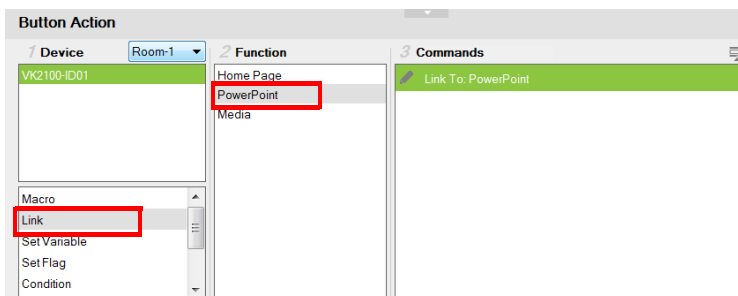 Button Action
1 Device Room-1 2 Function 3 Commands
VK2100-ID01
Home Page
PowerPoint
Media
Link To: PowerPoint
Macro
Link
Set Variable
Set Flag
Condition